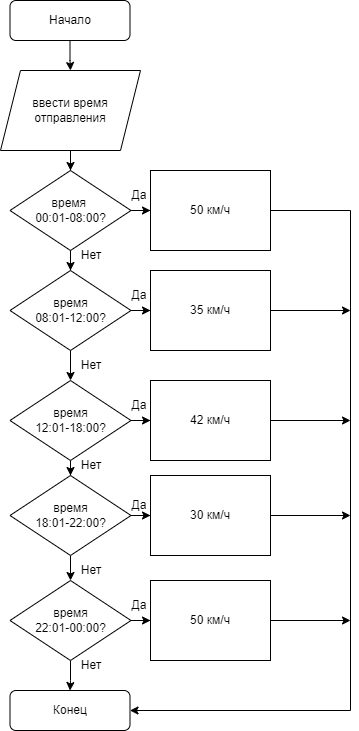 Начало
ввести время
отправления
время
00:01-08:00?
Да
50 км/ч
Нет
время
08:01-12:00?
Да
35 км/ч
Нет
время
12:01-18:00?
Да
42 км/ч
Нет
время
18:01-22:00?
Да
30 км/ч
Нет
время
22:01-00:00?
Да
50 км/ч
Нет
Конец